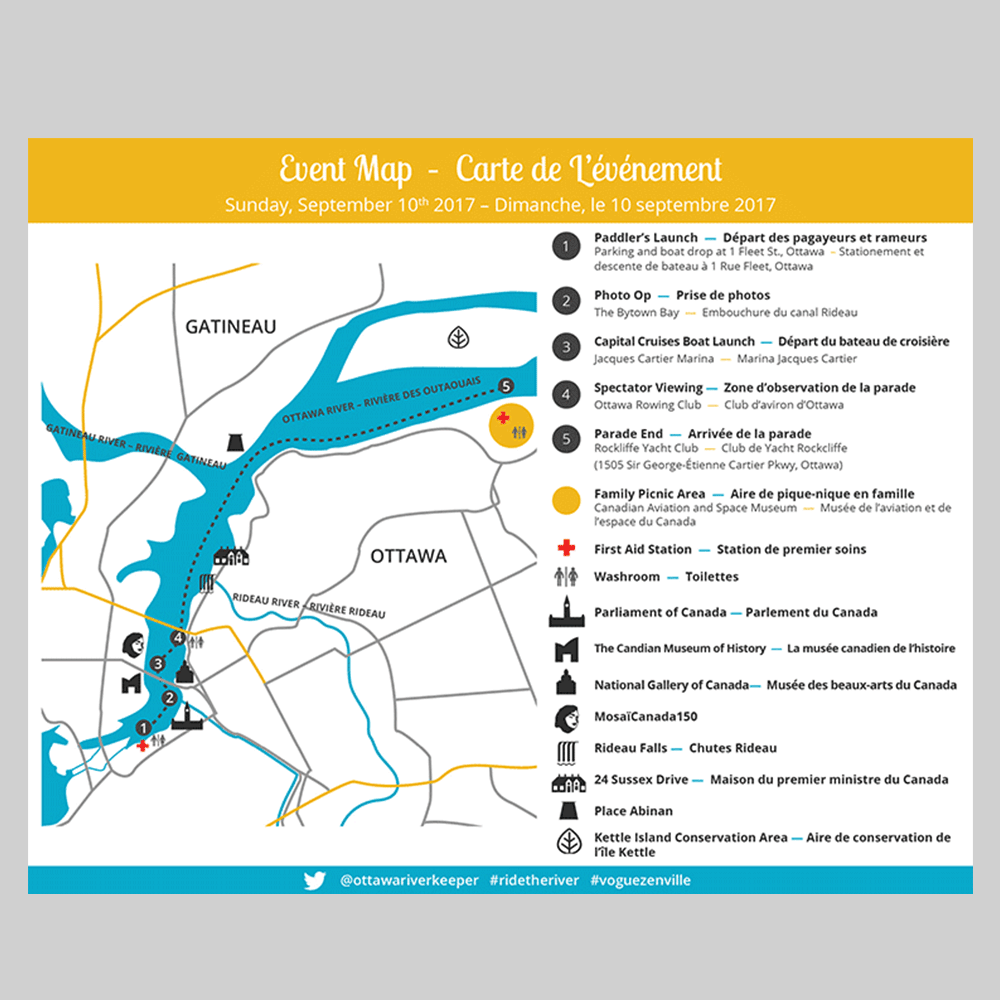 Event Map – Carte de L'événement
Sunday, September 10th 2017 – Dimanche, le 10 septembre 2017
GATINEAU
OTTAWA RIVER – RIVIÈRE DES OUTAOUAIS
GATINEAU RIVER – RIVIÈRE GATINEAU
OTTAWA
RIDEAU RIVER – RIVIÈRE RIDEAU
5
4
3
2
1
1 Paddler's Launch — Départ des pagayeurs et rameurs
Parking and boat drop at 1 Fleet St., Ottawa – Stationement et
descente de bateau à 1 Rue Fleet, Ottawa
2 Photo Op — Prise de photos
The Bytown Bay — Embouchure du canal Rideau
3 Capital Cruises Boat Launch — Départ du bateau de croisière
Jacques Cartier Marina — Marina Jacques Cartier
4 Spectator Viewing — Zone d'observation de la parade
Ottawa Rowing Club — Club d'aviron d'Ottawa
5 Parade End — Arrivée de la parade
Rockliffe Yacht Club — Club de Yacht Rockcliffe
(1505 Sir George-Étienne Cartier Pkwy, Ottawa)
Family Picnic Area — Aire de pique-nique en famille
Canadian Aviation and Space Museum — Musée de l'aviation et de
l'espace du Canada
First Aid Station — Station de premier soins
Washroom — Toilettes
Parliament of Canada — Parlement du Canada
The Candian Museum of History — La musée canadien de l'histoire
National Gallery of Canada — Musée des beaux-arts du Canada
MosaïCanada150
Rideau Falls — Chutes Rideau
24 Sussex Drive — Maison du premier ministre du Canada
Place Abinan
Kettle Island Conservation Area — Aire de conservation de
l'île Kettle
@ottawariverkeeper #ridetheriver #voguezenville